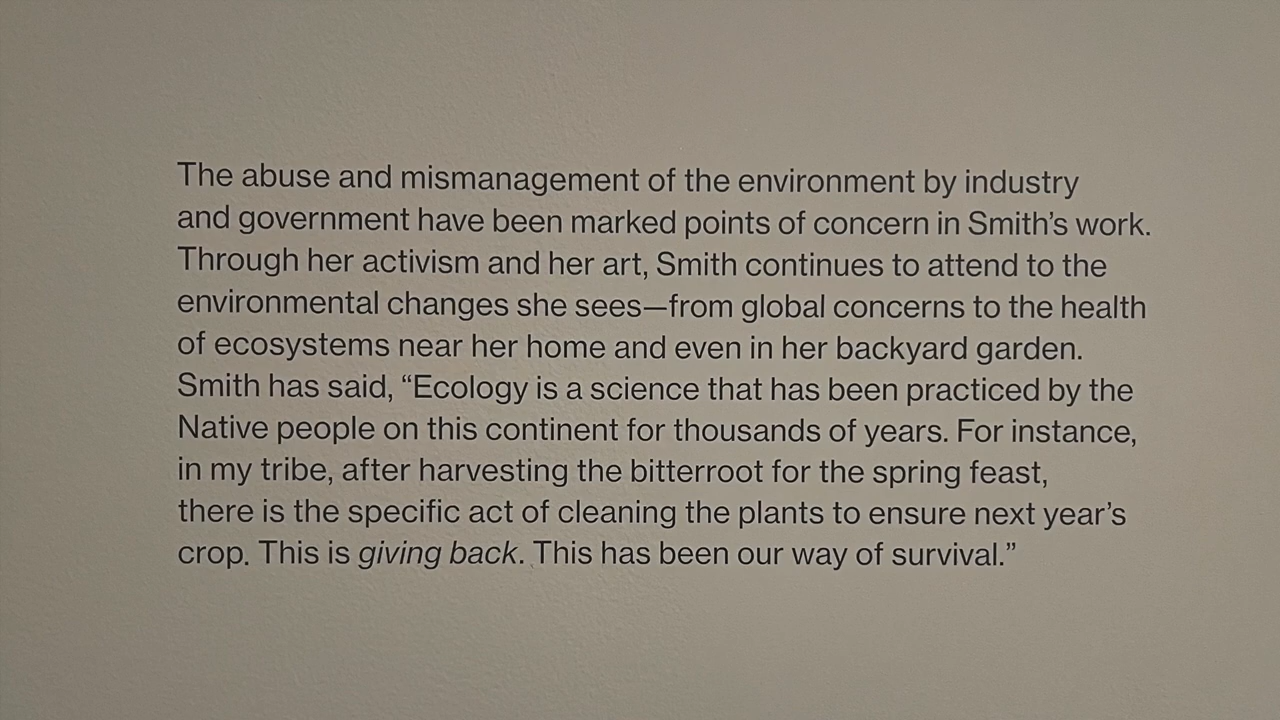 The abuse and mismanagement of the environment by industry
and government have been marked points of concern in Smith’s work.
Through her activism and her art, Smith continues to attend to the
environmental changes she sees—from global concerns to the health
of ecosystems near her home and even in her backyard garden.
Smith has said, “Ecology is a science that has been practiced by the
Native people on this continent for thousands of years. For instance,
in my tribe, after harvesting the bitterroot for the spring feast,
there is the specific act of cleaning the plants to ensure next year’s
crop. This is giving back. This has been our way of survival.”